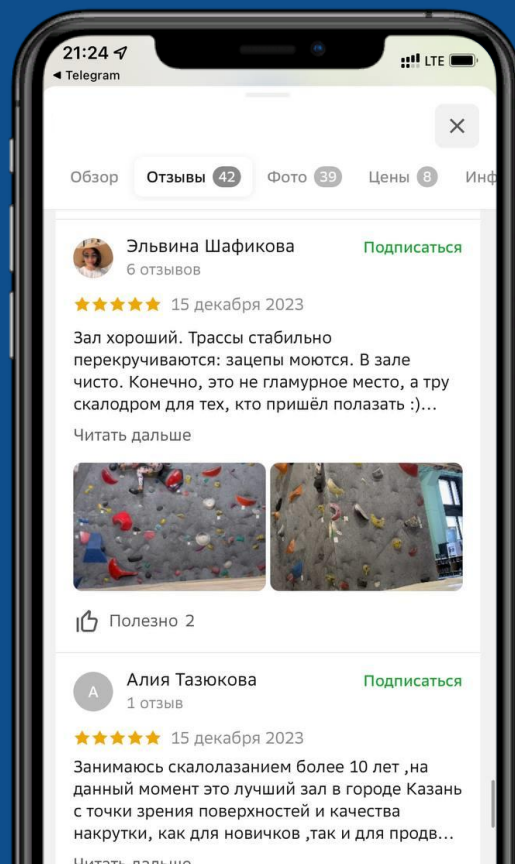 21:24
LTE
◀ Telegram
Обзор Отзывы 42 Фото 39 Цены 8 Инф
Эльвина Шафикова Подписаться
6 отзывов
15 декабря 2023
Зал хороший. Трассы стабильно
перекручиваются: зацепы моются. В зале
чисто. Конечно, это не гламурное место, а тру
скалодром для тех, кто пришёл полазать :)...
Читать дальше
Полезно 2
А
Алия Тазюкова Подписаться
1 отзыв
15 декабря 2023
Занимаюсь скалолазанием более 10 лет ,на
данный момент это лучший зал в городе Казань
с точки зрения поверхностей и качества
накрутки, как для новичков ,так и для продв...
Читать дальше